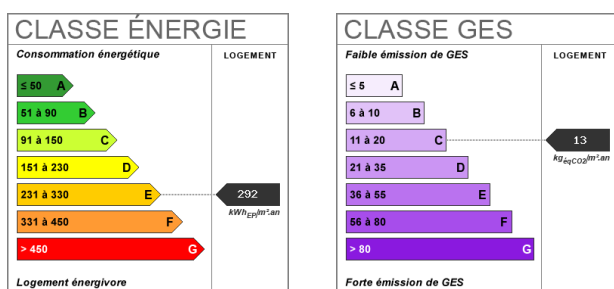 CLASSE ÉNERGIE
Consommation énergétique
LOGEMENT
≤ 50 A
51 à 90 B
91 à 150 C
151 à 230 D
231 à 330 E
292
kWhEP/m².an
331 à 450 F
> 450 G
Logement énergivore
CLASSE GES
Faible émission de GES
LOGEMENT
≤ 5 A
6 à 10 B
11 à 20 C
13
kgéqCO2/m².an
21 à 35 D
36 à 55 E
56 à 80 F
> 80 G
Forte émission de GES